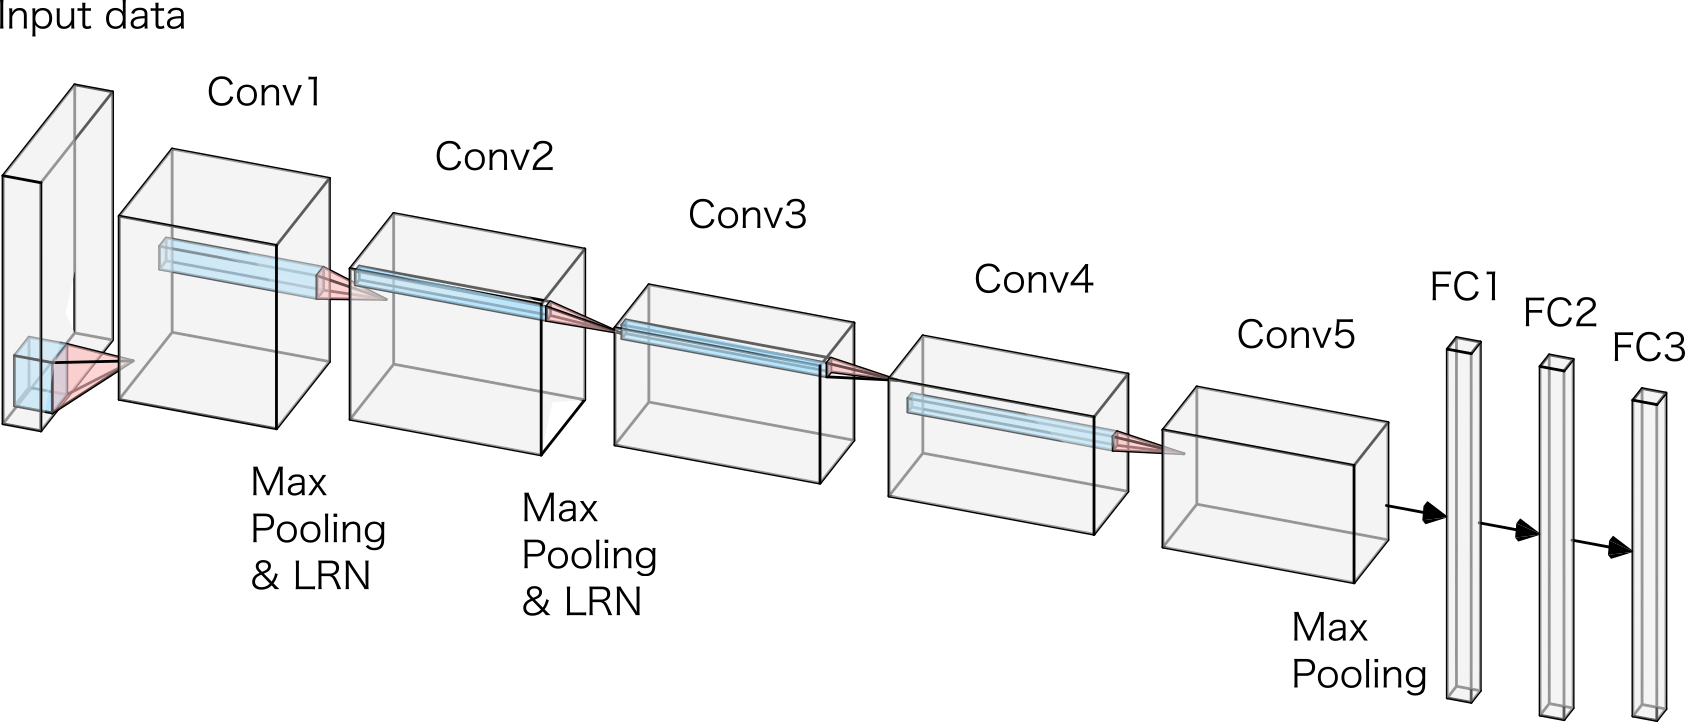 Input data
Conv1
Conv2
Conv3
Conv4
Conv5
FC1
FC2
FC3
Max
Pooling
& LRN
Max
Pooling
& LRN
Max
Pooling